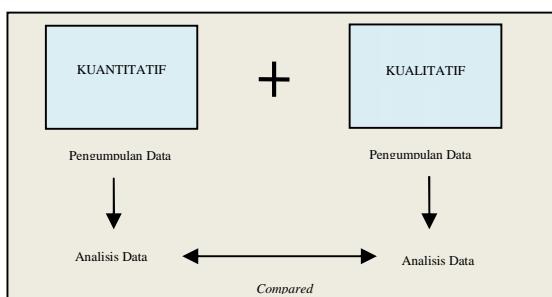 KUANTITATIF
+
KUALITATIF
Pengumpulan Data
Pengumpulan Data
Analisis Data
Analisis Data
Compared